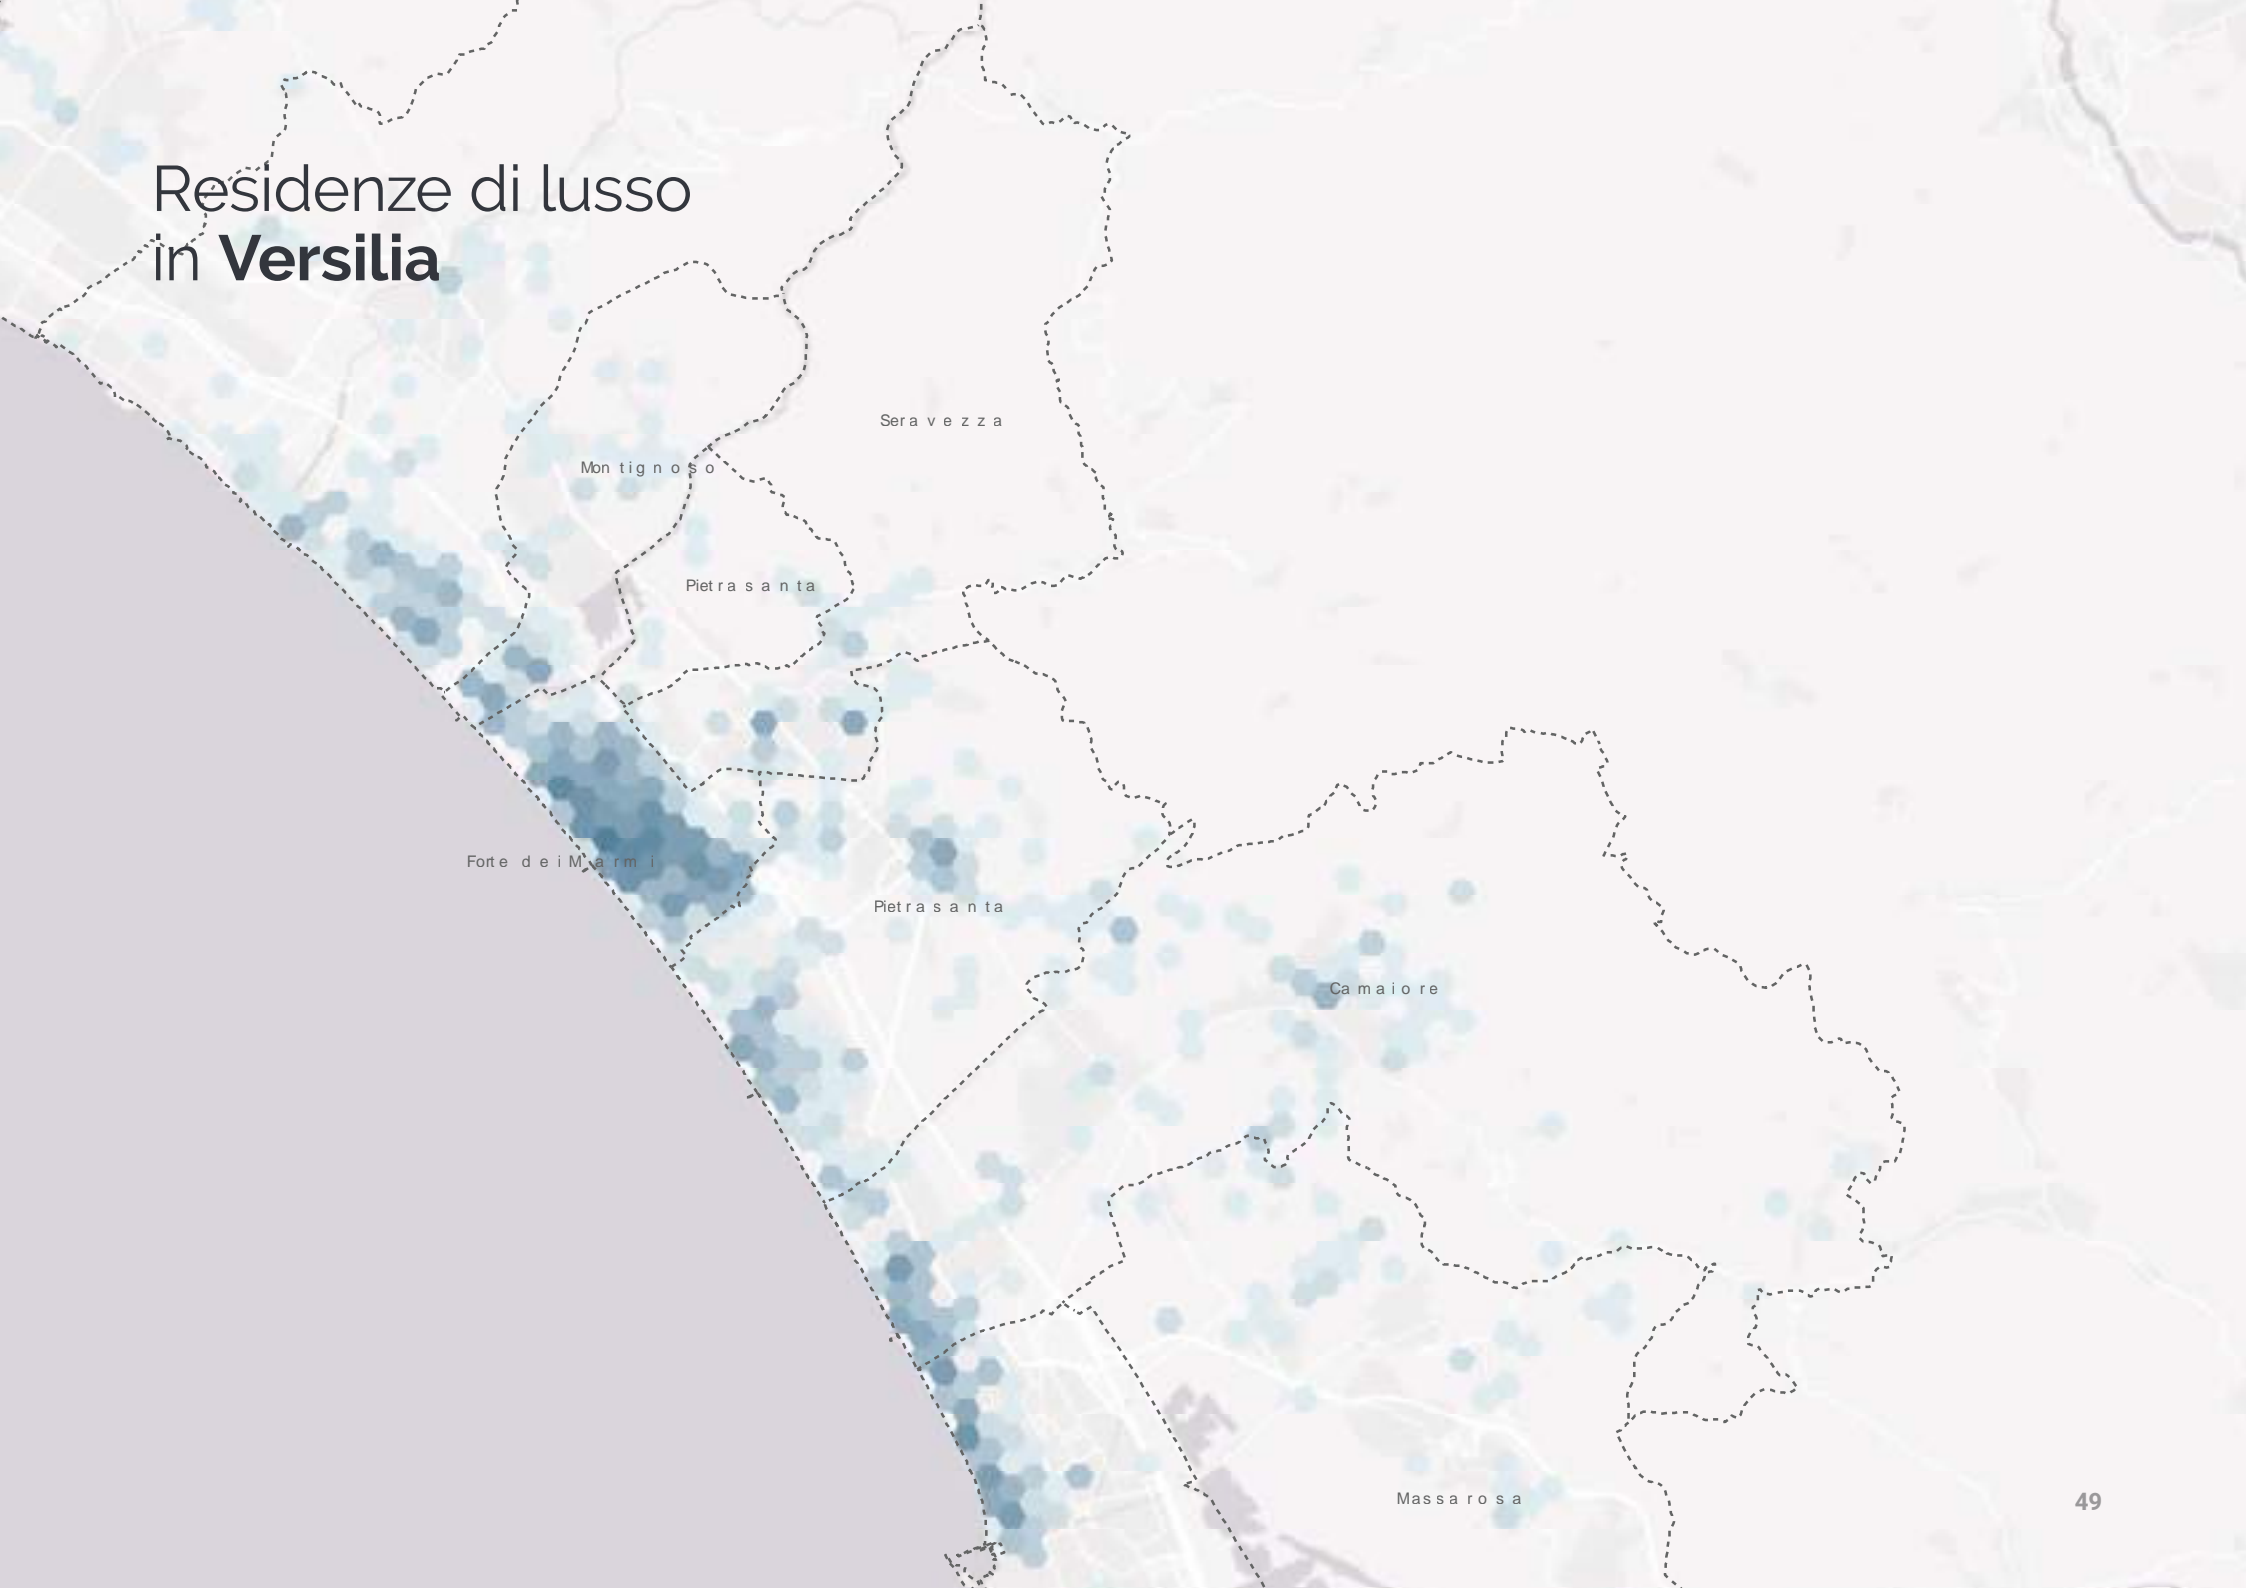 Residenze di lusso
in Versilia
Seravezza
Montignoso
Pietrasanta
Forte dei Marmi
Pietrasanta
Camaiore
Massarosa
49